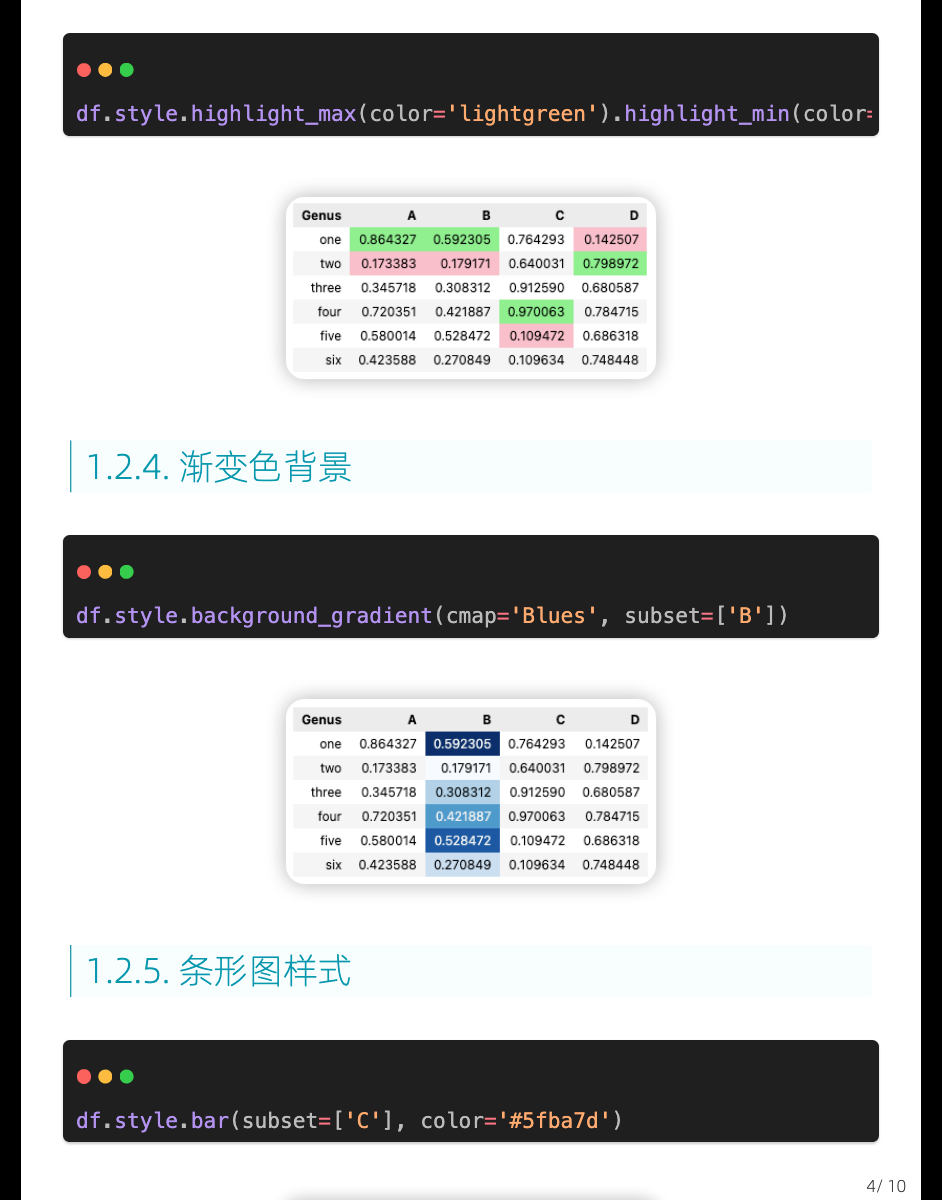 df.style.highlight_max(color='lightgreen').highlight_min(color=
Genus A B C D
one 0.864327 0.592305 0.764293 0.142507
two 0.173383 0.179171 0.640031 0.798972
three 0.345718 0.308312 0.912590 0.680587
four 0.720351 0.421887 0.970063 0.784715
five 0.580014 0.528472 0.109472 0.686318
six 0.423588 0.270849 0.109634 0.748448
1.2.4. 渐变色背景
df.style.background_gradient(cmap='Blues', subset=['B'])
Genus A B C D
one 0.864327 0.592305 0.764293 0.142507
two 0.173383 0.179171 0.640031 0.798972
three 0.345718 0.308312 0.912590 0.680587
four 0.720351 0.421887 0.970063 0.784715
five 0.580014 0.528472 0.109472 0.686318
six 0.423588 0.270849 0.109634 0.748448
1.2.5. 条形图样式
df.style.bar(subset=['C'], color='#5fba7d')
4/ 10